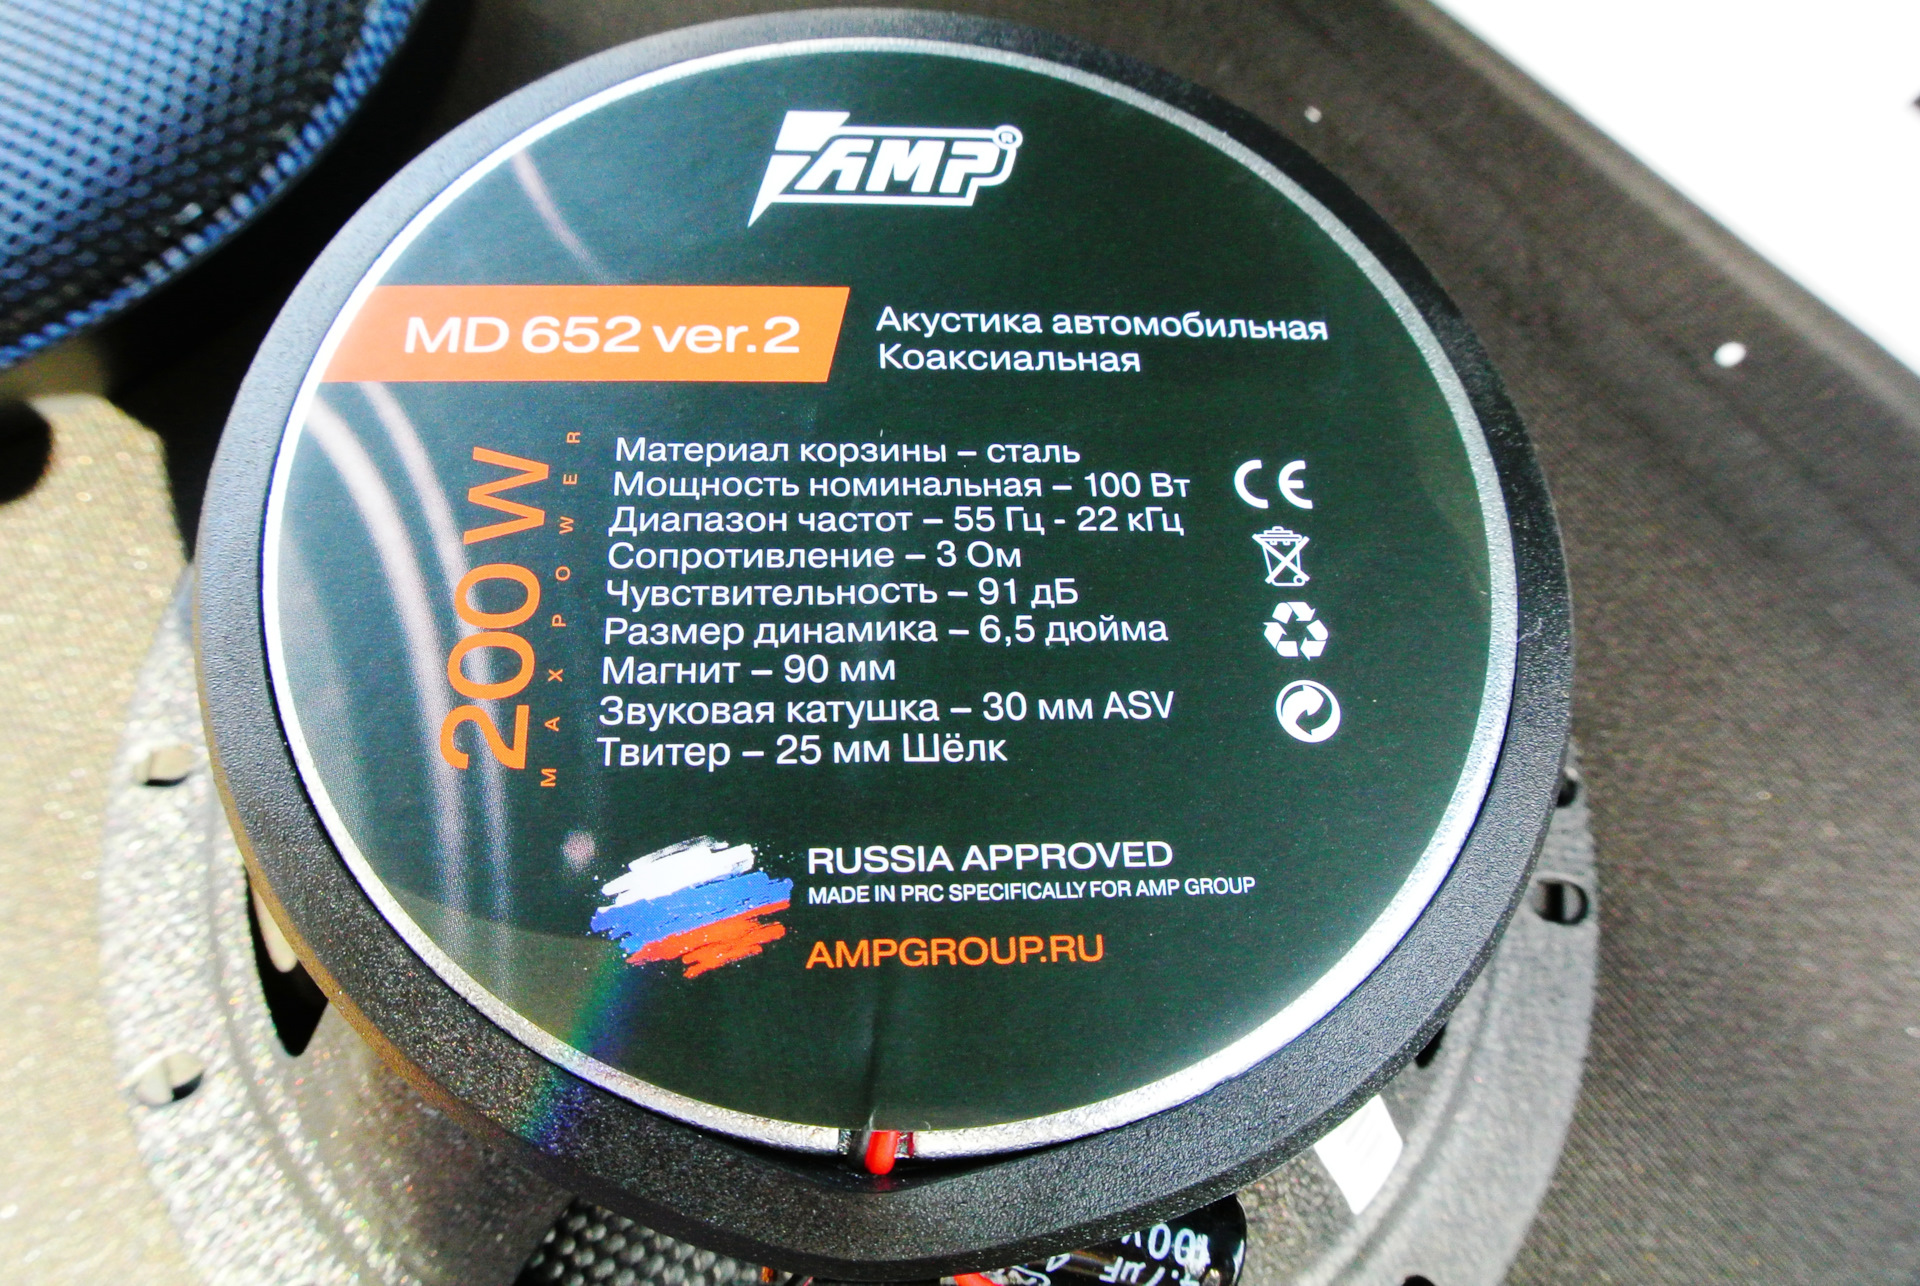 AMP®
MD 652 ver.2
Акустика автомобильная
Коаксиальная
200 W
MAX POWER
Материал корзины – сталь
Мощность номинальная – 100 Вт
Диапазон частот – 55 Гц - 22 кГц
Сопротивление – 3 Ом
Чувствительность – 91 дБ
Размер динамика – 6,5 дюйма
Магнит – 90 мм
Звуковая катушка – 30 мм ASV
Твитер – 25 мм Шёлк
CE
RUSSIA APPROVED
MADE IN PRC SPECIFICALLY FOR AMP GROUP
AMPGROUP.RU
100V